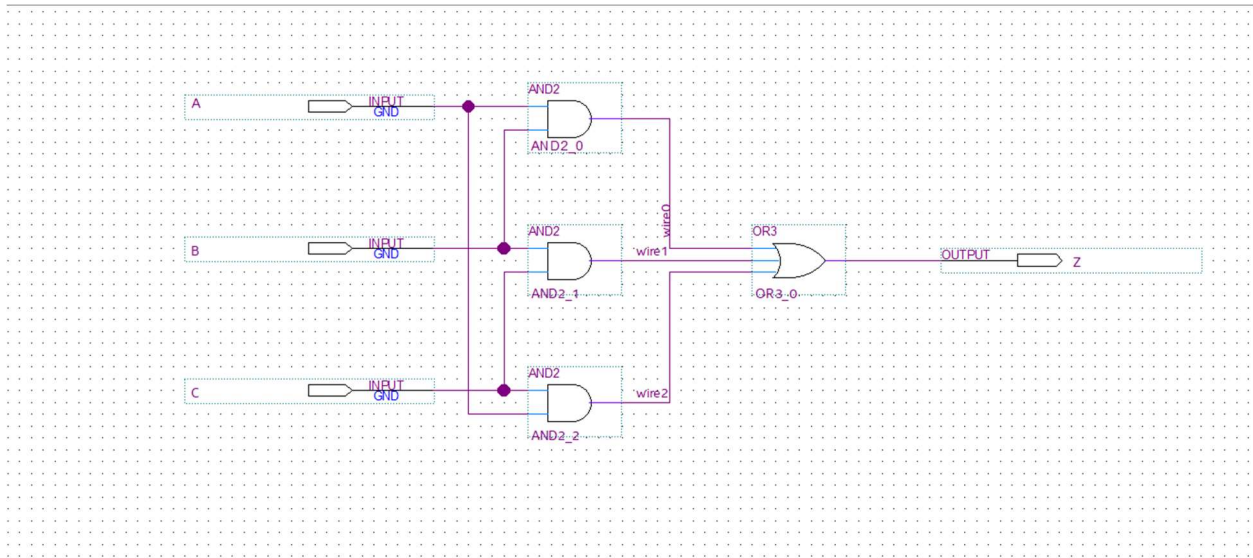 A
INPUT
GND
AND2
AND2_0
wire0
B
INPUT
GND
AND2
AND2_1
wire1
OR3
OR3_0
OUTPUT
Z
C
INPUT
GND
AND2
AND2_2
wire2